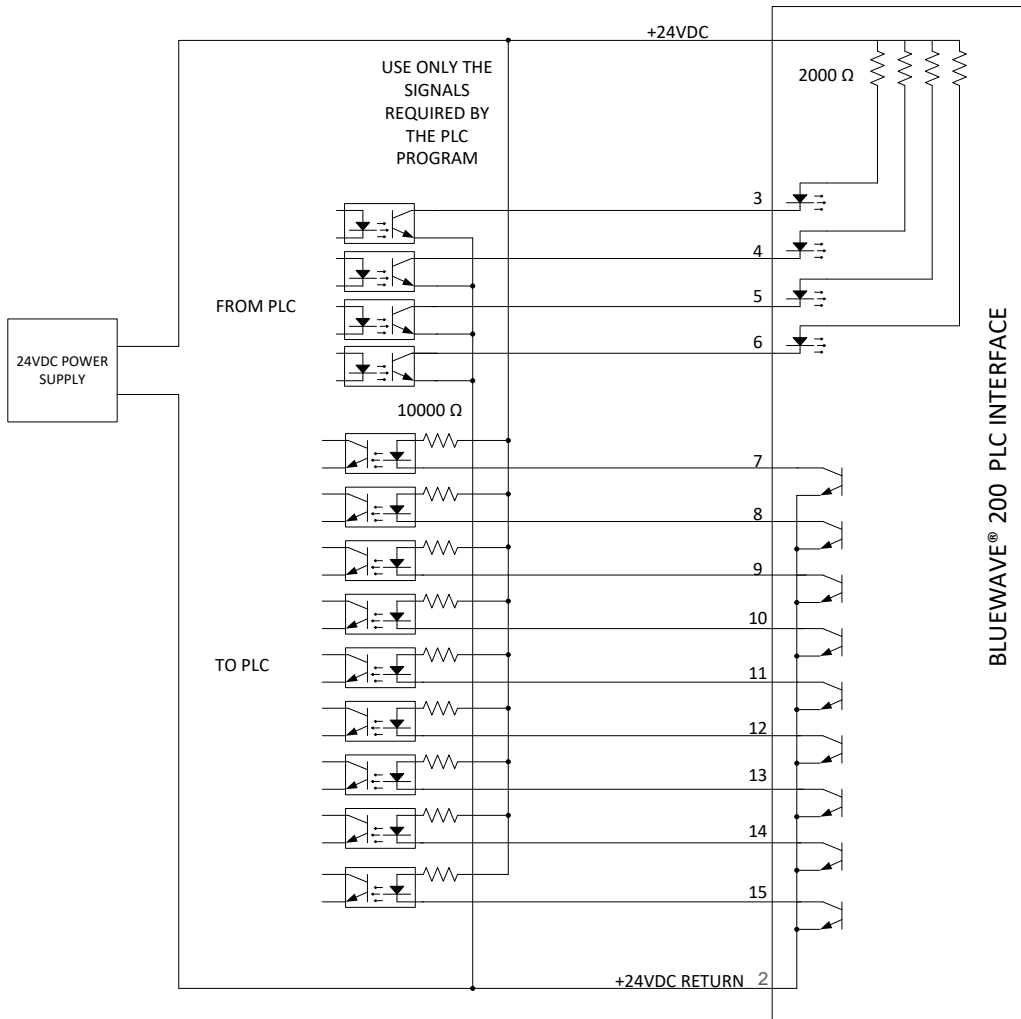 +24VDC
2000 Ω
USE ONLY THE
SIGNALS
REQUIRED BY
THE PLC
PROGRAM
3
4
FROM PLC
5
6
24VDC POWER
SUPPLY
10000 Ω
7
8
9
10
TO PLC
11
12
13
14
15
+24VDC RETURN 2
BLUEWAVE® 200 PLC INTERFACE